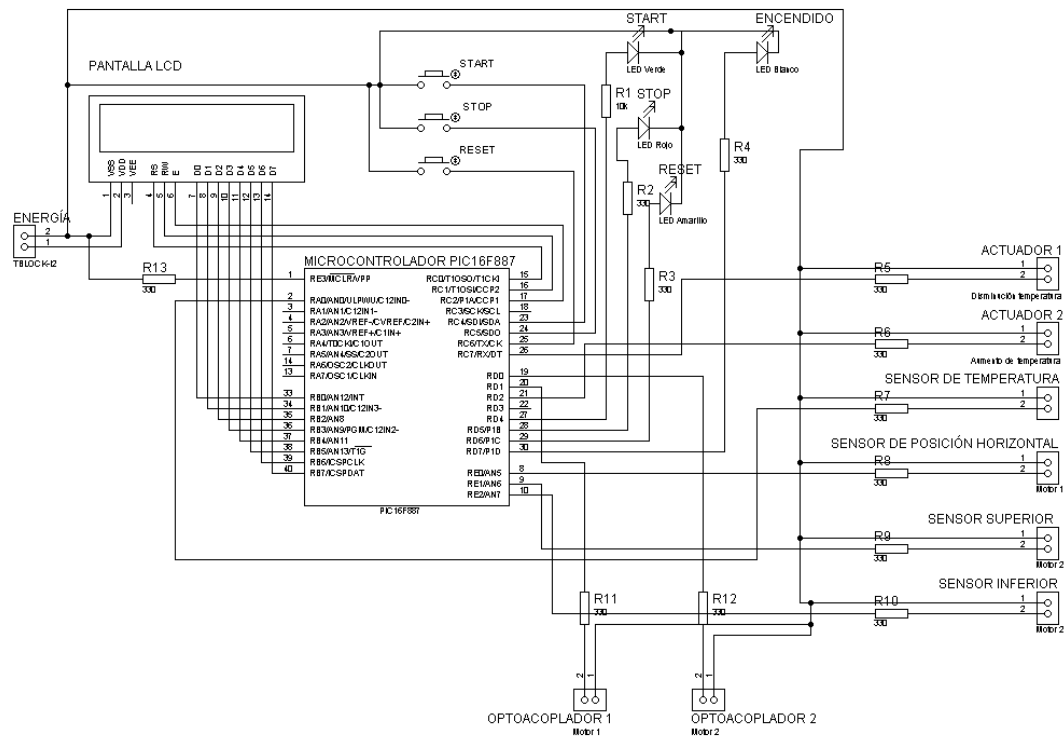 START
ENCENDIDO
LED Verde
LED Blanco
PANTALLA LCD
START
R1
10k
STOP
STOP
LED Rojo
R4
330
RESET
RESET
R2
330
LED Amarillo
VSS
VDD
VEE
RS
RW
E
D0
D1
D2
D3
D4
D5
D6
D7
1
2
3
4
5
6
7
8
9
10
11
12
13
14
ENERGÍA
2
1
TBLOCK-I2
R13
330
R3
330
MICROCONTROLADOR PIC16F887
1 RE3/MCLR/VPP
2 RA0/AN0/ULPWU/C12IN0-
3 RA1/AN1/C12IN1-
4 RA2/AN2/VREF-/CVREF/C2IN+
5 RA3/AN3/VREF+/C1IN+
6 RA4/T0CKI/C1OUT
7 RA5/AN4/SS/C2OUT
14 RA6/OSC2/CLKOUT
13 RA7/OSC1/CLKIN
33 RB0/AN12/INT
34 RB1/AN10/C12IN3-
35 RB2/AN8
36 RB3/AN9/PGM/C12IN2-
37 RB4/AN11
38 RB5/AN13/T1G
39 RB6/ICSPCLK
40 RB7/ICSPDAT
RC0/T1OSO/T1CKI 15
RC1/T1OSI/CCP2 16
RC2/P1A/CCP1 17
RC3/SCK/SCL 18
RC4/SDI/SDA 23
RC5/SDO 24
RC6/TX/CK 25
RC7/RX/DT 26
RD0 19
RD1 20
RD2 21
RD3 22
RD4 27
RD5/P1B 28
RD6/P1C 29
RD7/P1D 30
RE0/AN5 8
RE1/AN6 9
RE2/AN7 10
PIC16F887
ACTUADOR 1
R5
330
1
2
Disminución temperatura
ACTUADOR 2
R6
330
1
2
Aumento de temperatura
SENSOR DE TEMPERATURA
R7
330
1
2
SENSOR DE POSICIÓN HORIZONTAL
R8
330
1
2
Motor 1
SENSOR SUPERIOR
R9
330
1
2
Motor 2
SENSOR INFERIOR
R10
330
1
2
Motor 2
R11
330
R12
330
2
1
2
1
OPTOACOPLADOR 1
Motor 1
OPTOACOPLADOR 2
Motor 2